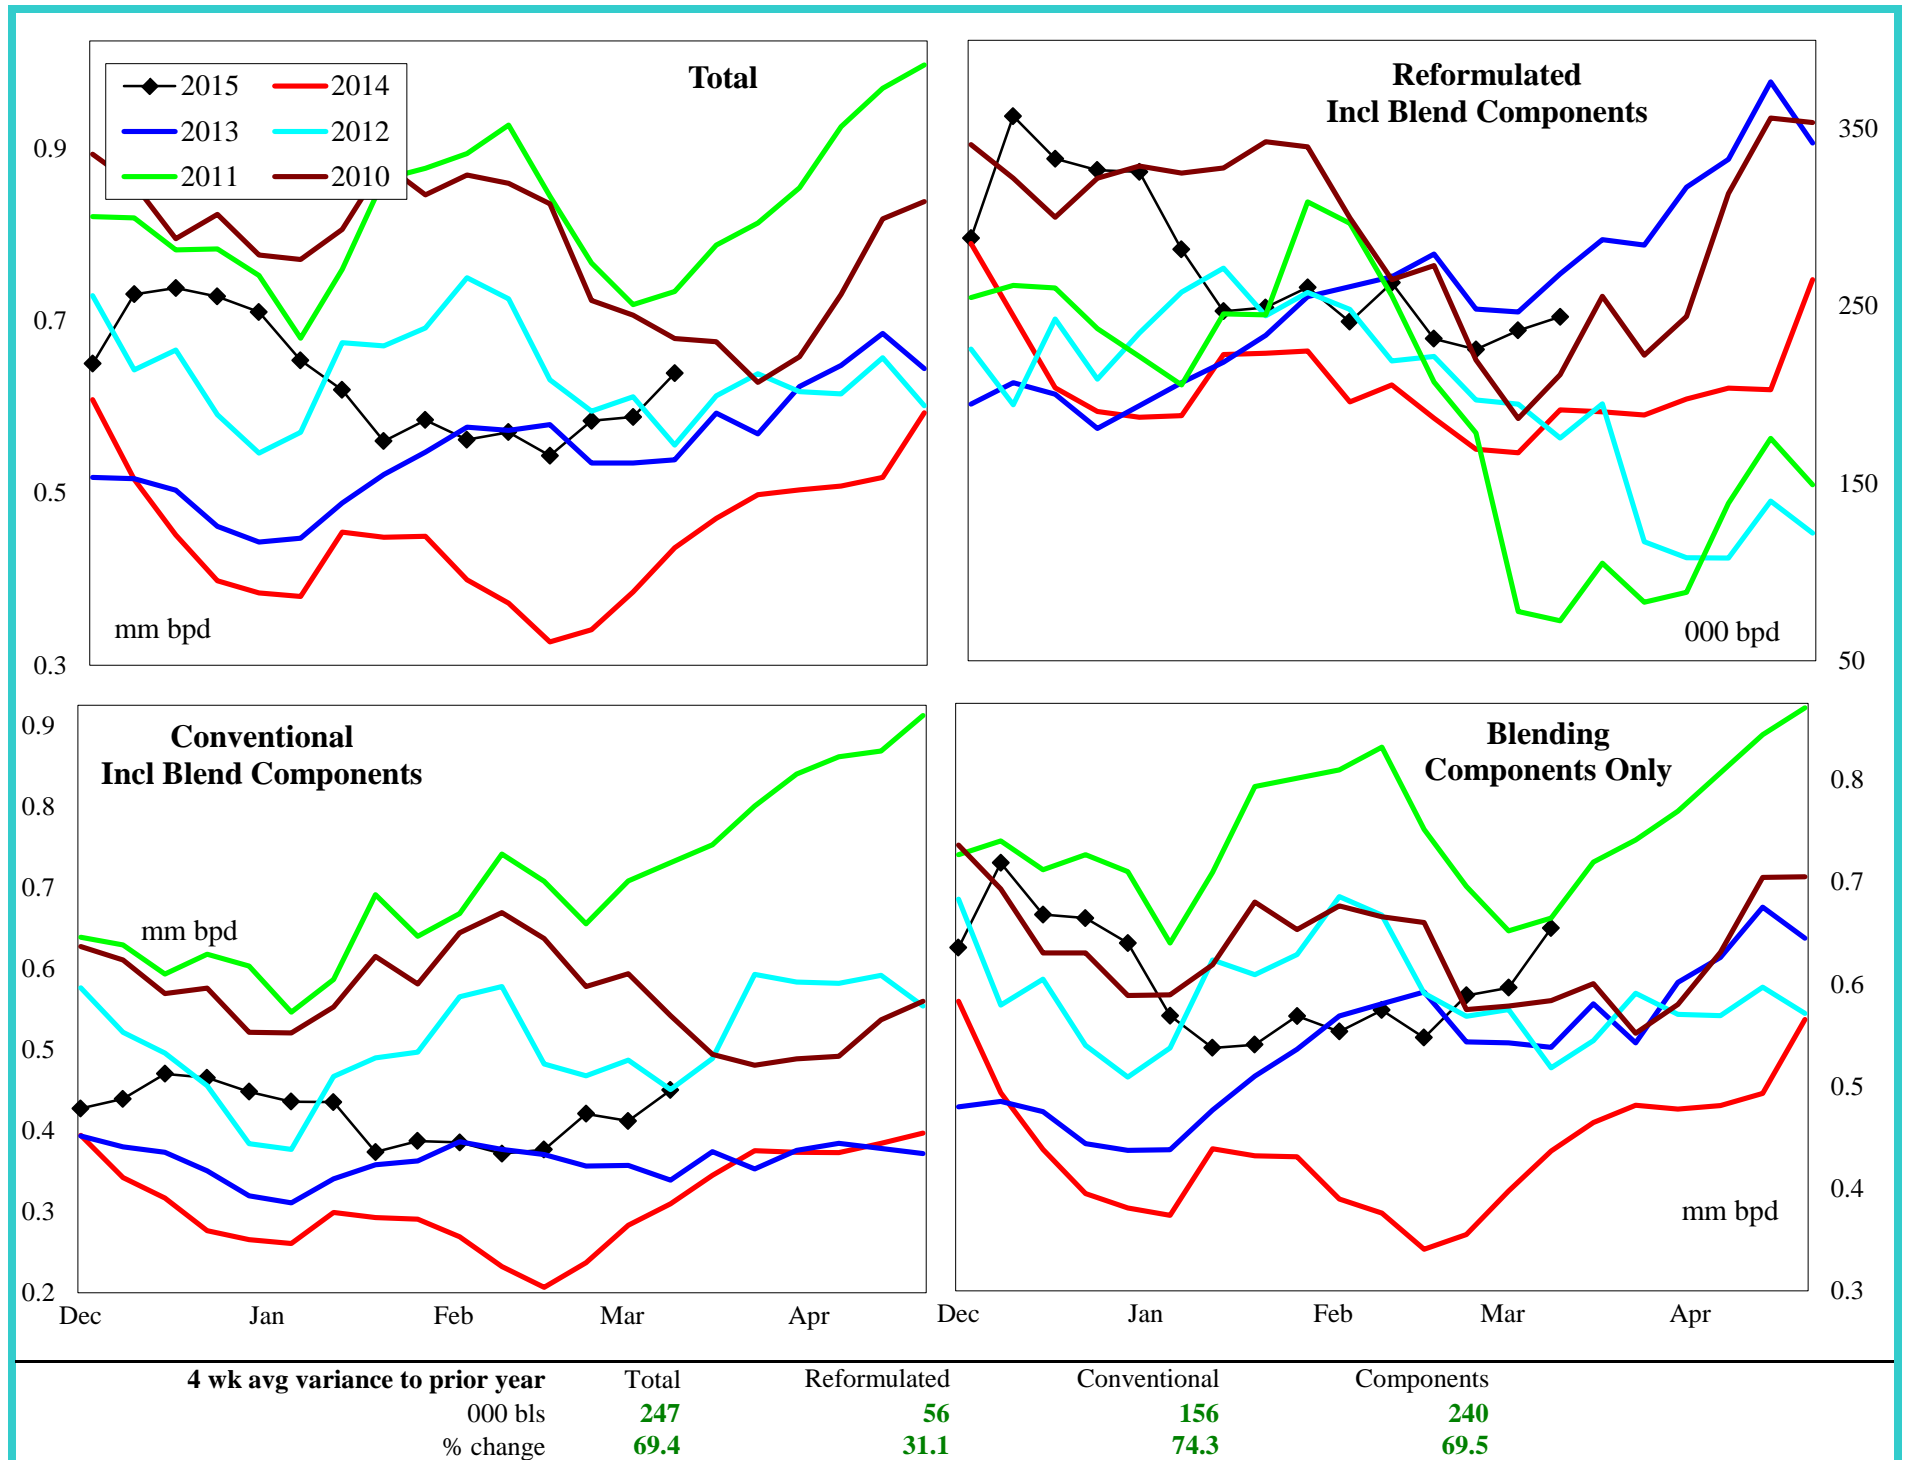 Total
2015 2014
2013 2012
2011 2010
0.9
0.7
0.5
0.3
mm bpd
Reformulated
Incl Blend Components
350
250
150
50
000 bpd
Conventional
Incl Blend Components
mm bpd
0.9
0.8
0.7
0.6
0.5
0.4
0.3
0.2
Dec Jan Feb Mar Apr
Blending
Components Only
0.8
0.7
0.6
0.5
0.4
0.3
mm bpd
Dec Jan Feb Mar Apr
4 wk avg variance to prior year Total Reformulated Conventional Components
000 bls 247 56 156 240
% change 69.4 31.1 74.3 69.5